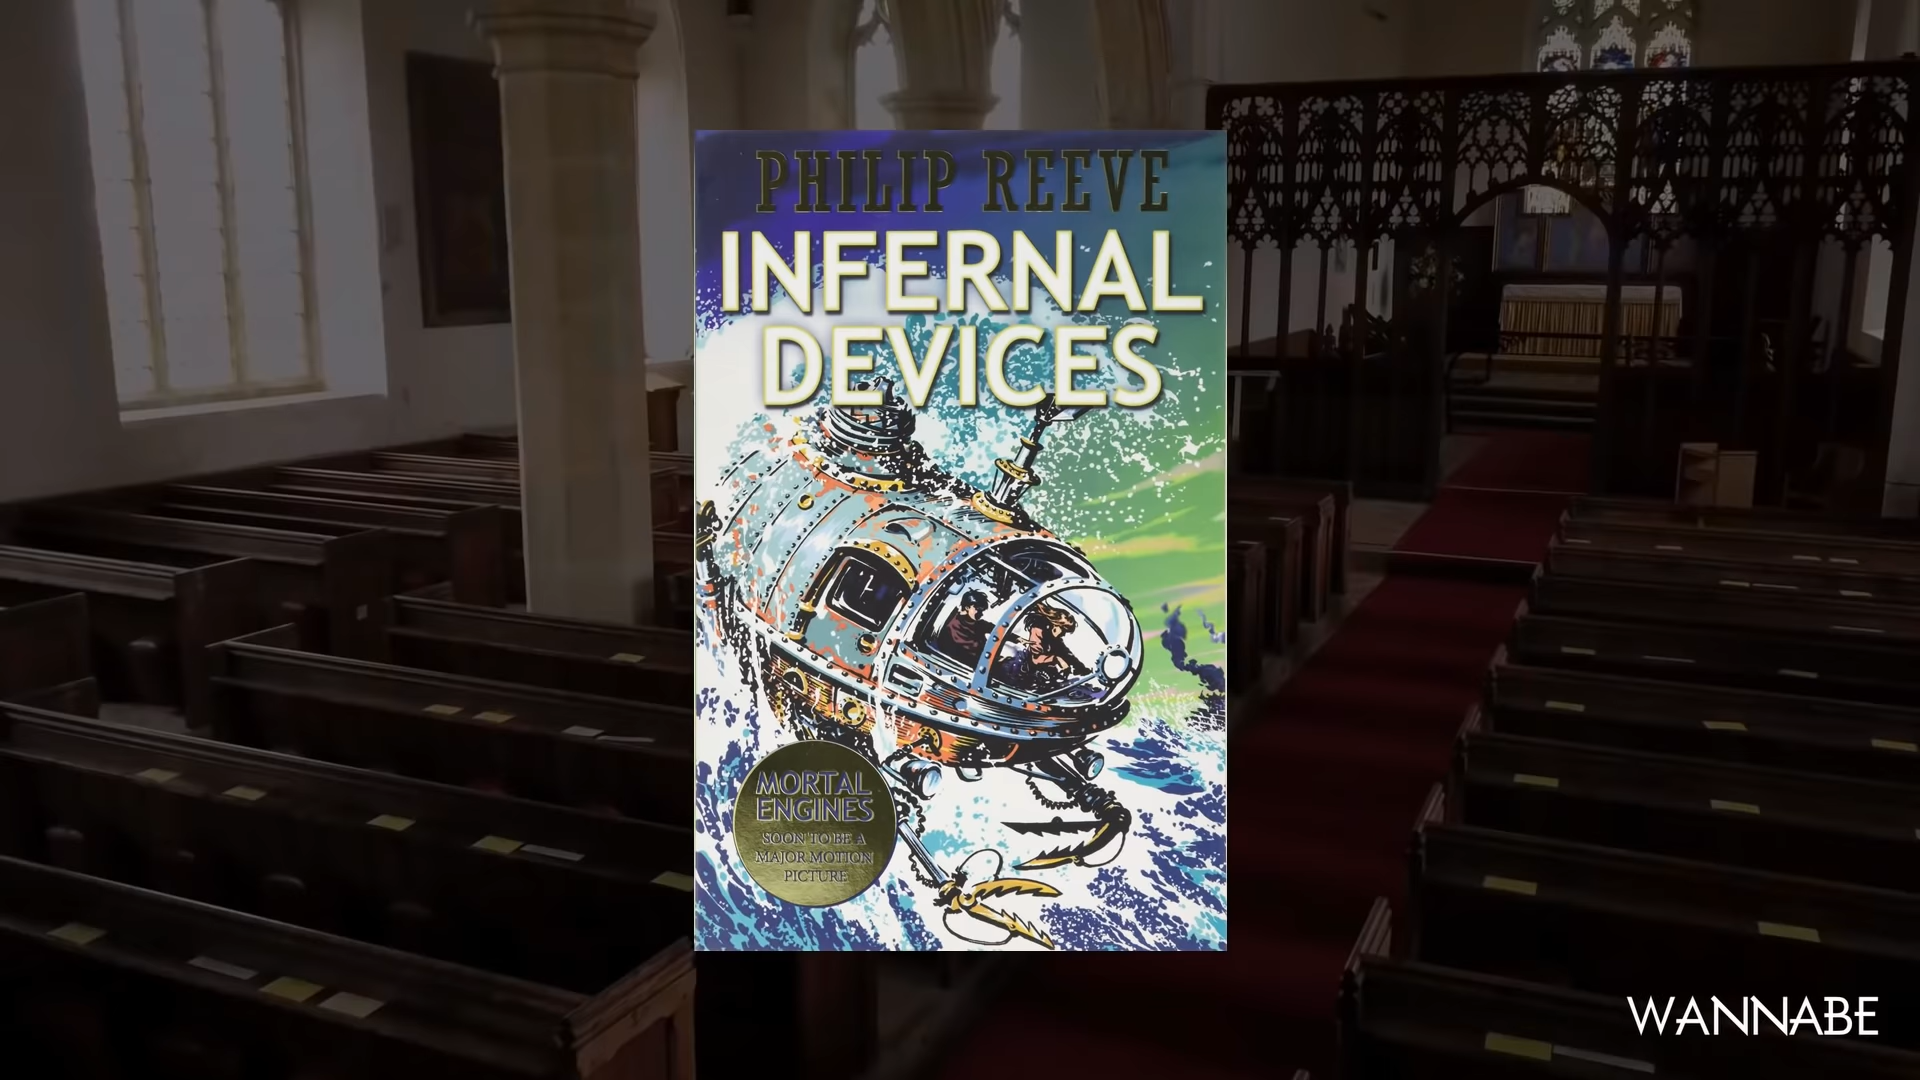 PHILIP REEVE
INFERNAL
DEVICES
MORTAL
ENGINES
SOON TO BE A
MAJOR MOTION
PICTURE
WANNABE